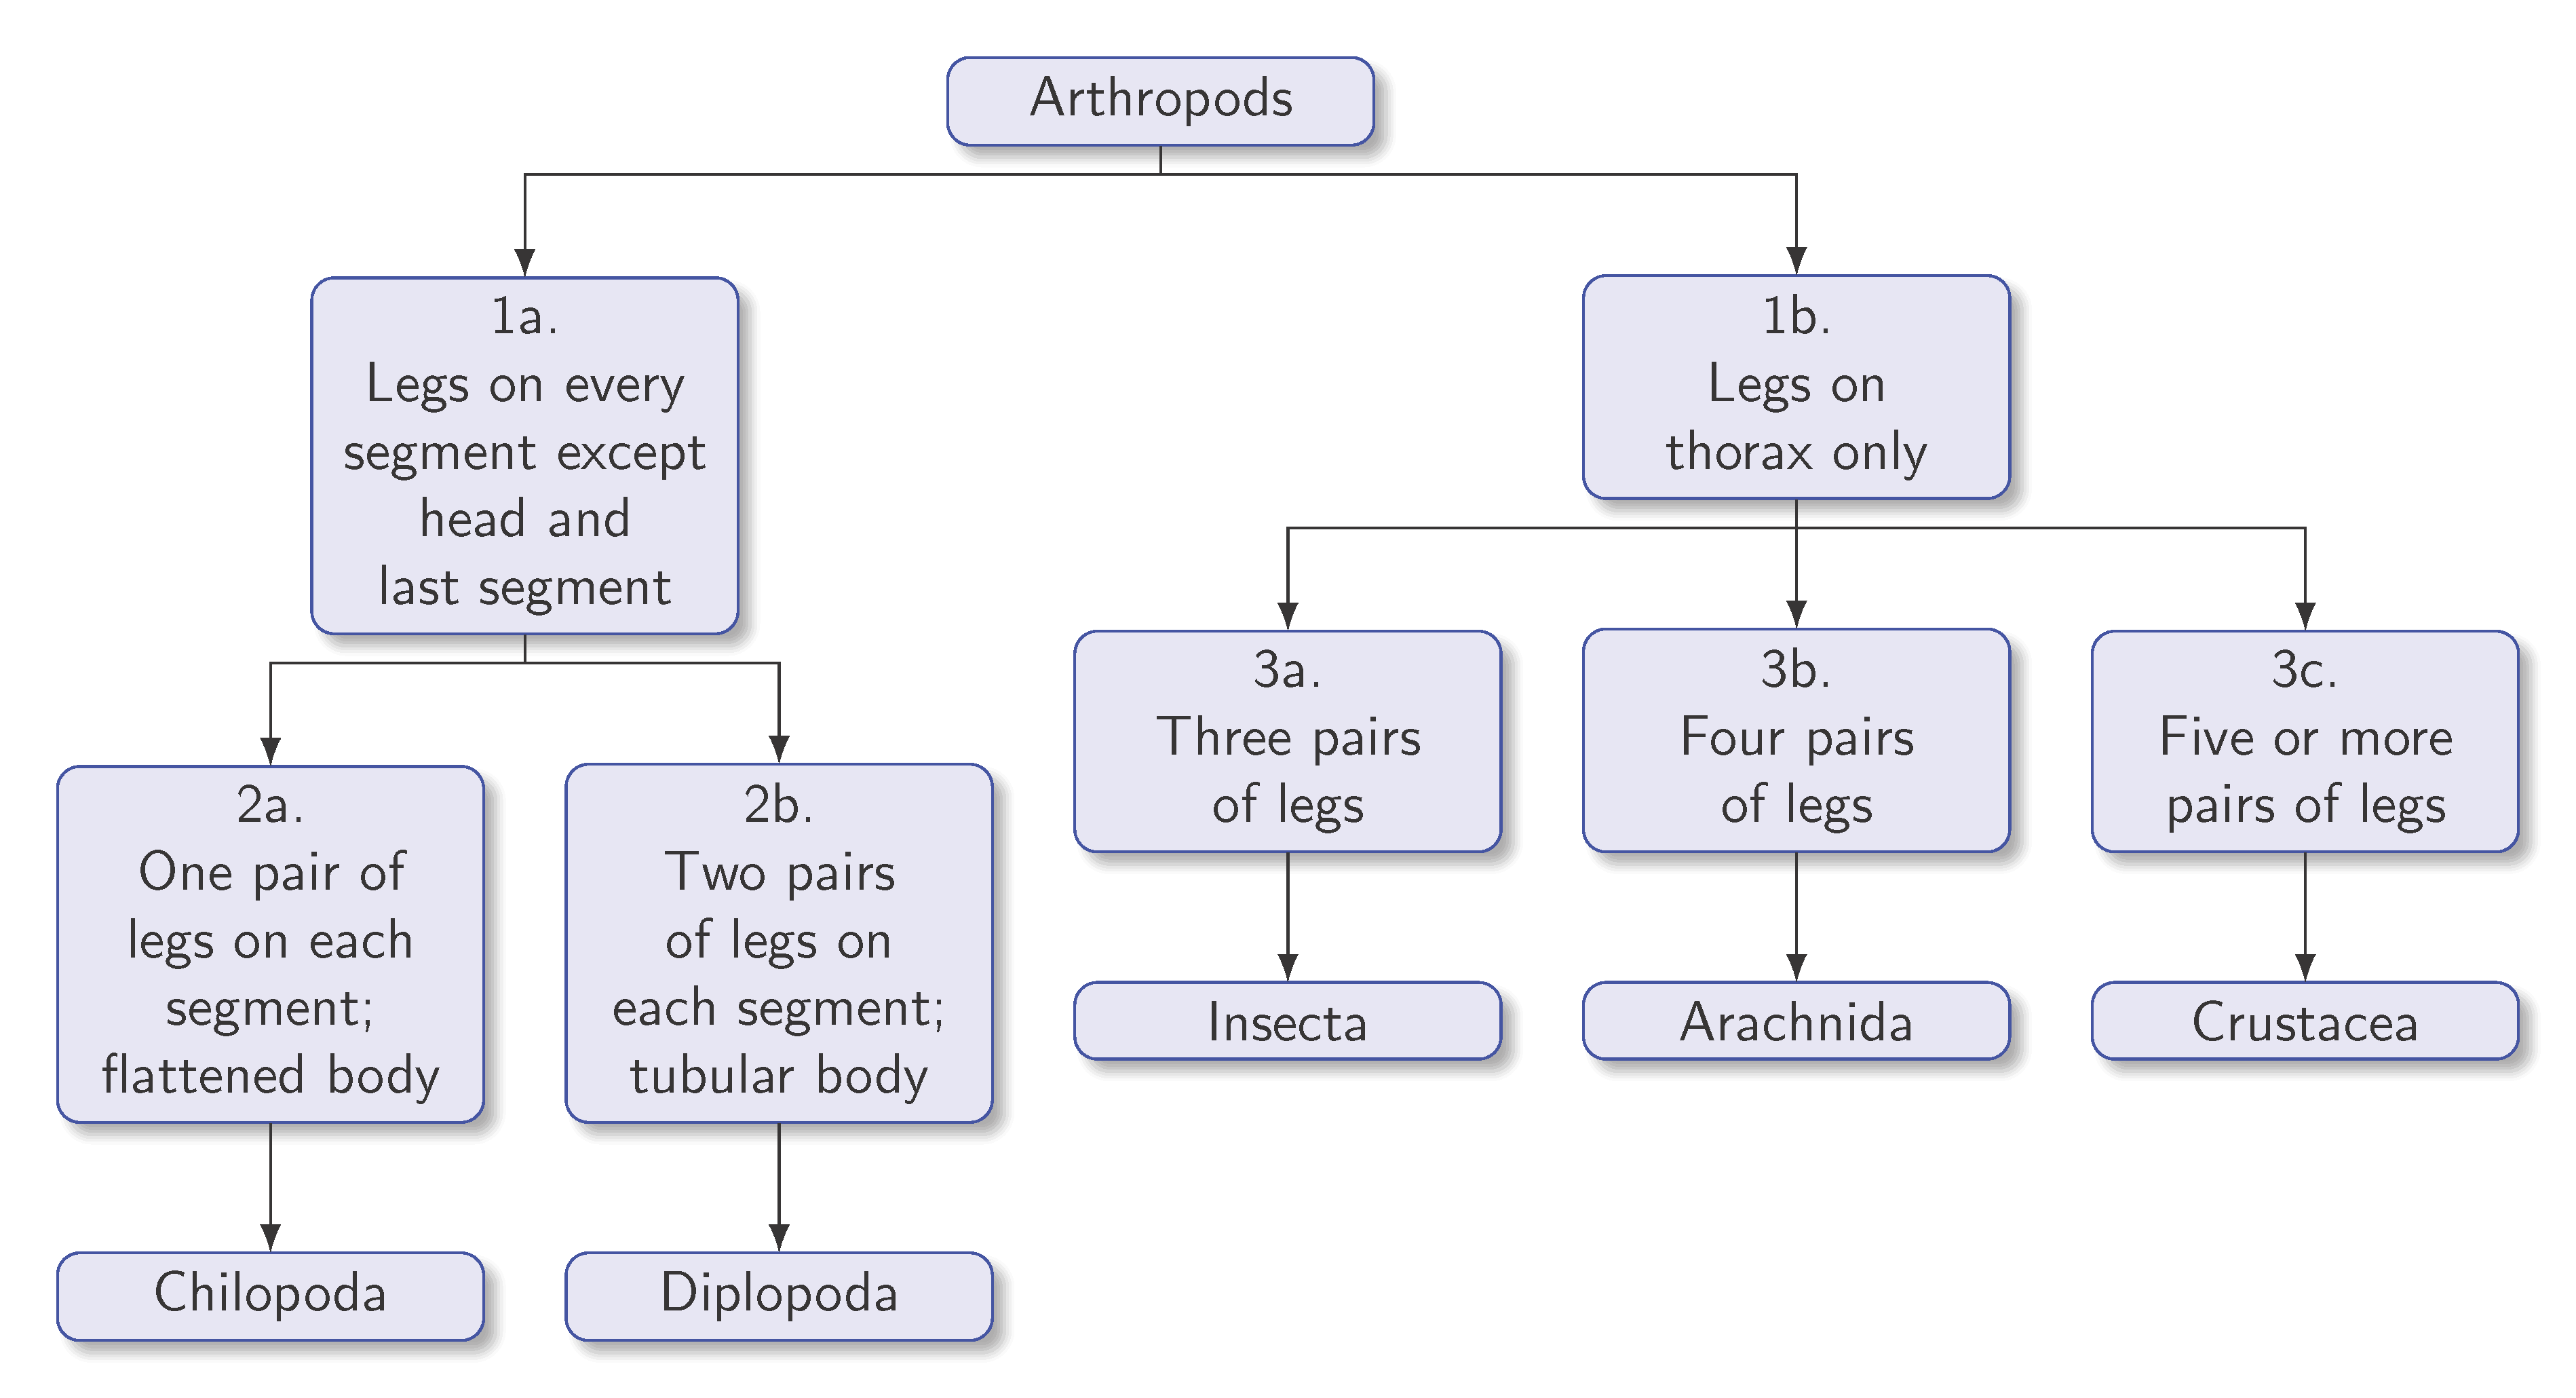 Arthropods
1a.
Legs on every
segment except
head and
last segment
1b.
Legs on
thorax only
2a.
One pair of
legs on each
segment;
flattened body
2b.
Two pairs
of legs on
each segment;
tubular body
3a.
Three pairs
of legs
3b.
Four pairs
of legs
3c.
Five or more
pairs of legs
Insecta
Arachnida
Crustacea
Chilopoda
Diplopoda